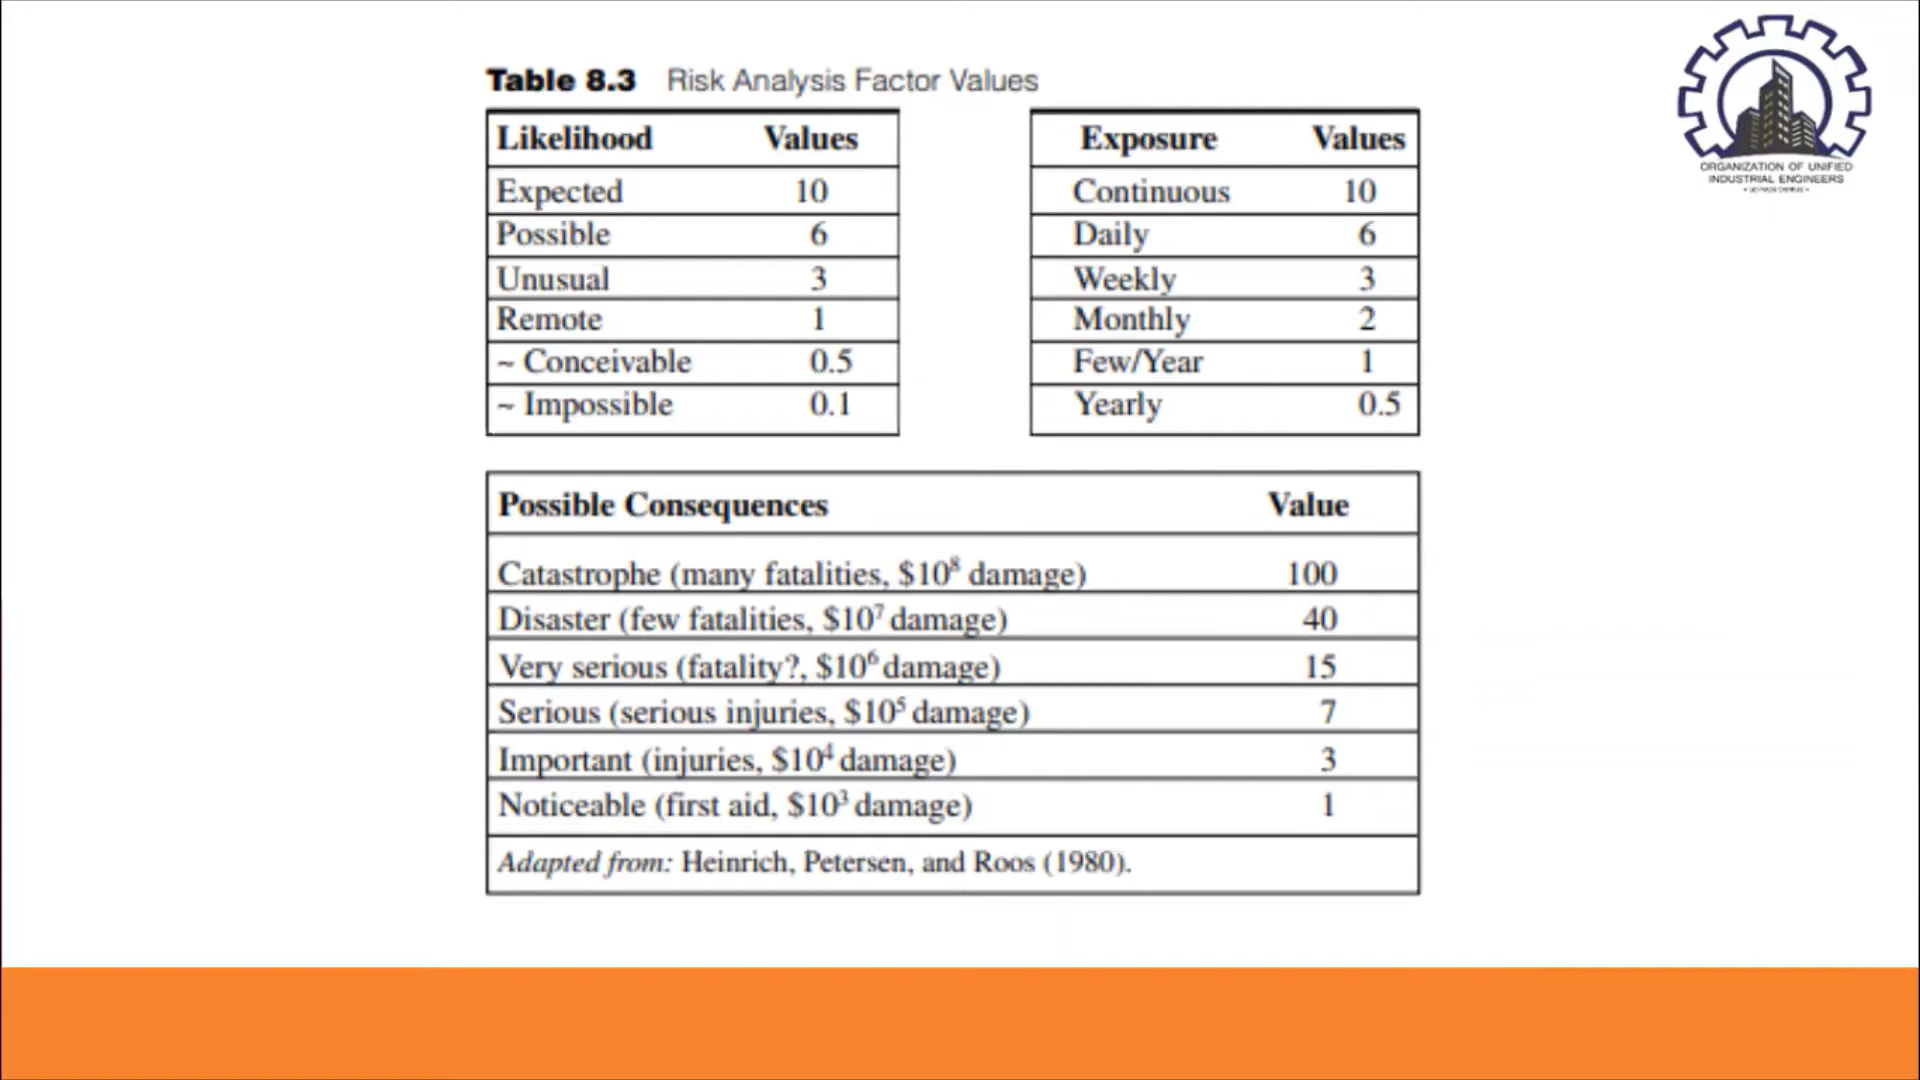 Table 8.3 Risk Analysis Factor Values
Likelihood Values
Expected 10
Possible 6
Unusual 3
Remote 1
~ Conceivable 0.5
~ Impossible 0.1
Exposure Values
Continuous 10
Daily 6
Weekly 3
Monthly 2
Few/Year 1
Yearly 0.5
Possible Consequences Value
Catastrophe (many fatalities, $10⁸ damage) 100
Disaster (few fatalities, $10⁷ damage) 40
Very serious (fatality?, $10⁶ damage) 15
Serious (serious injuries, $10⁵ damage) 7
Important (injuries, $10⁴ damage) 3
Noticeable (first aid, $10³ damage) 1
Adapted from: Heinrich, Petersen, and Roos (1980).
ORGANIZATION OF UNIFIED
INDUSTRIAL ENGINEERS